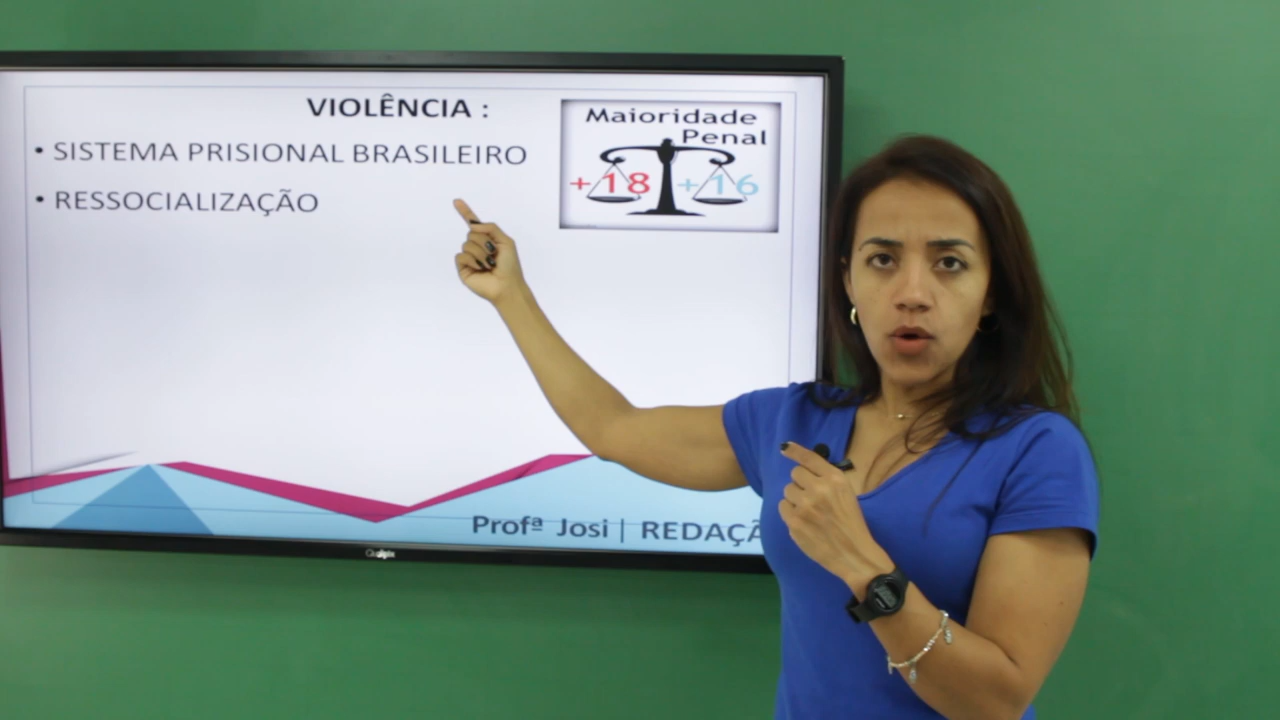 VIOLÊNCIA :
• SISTEMA PRISIONAL BRASILEIRO
• RESSOCIALIZAÇÃO
Maioridade
Penal
+18 +16
Profª Josi | REDAÇÃ